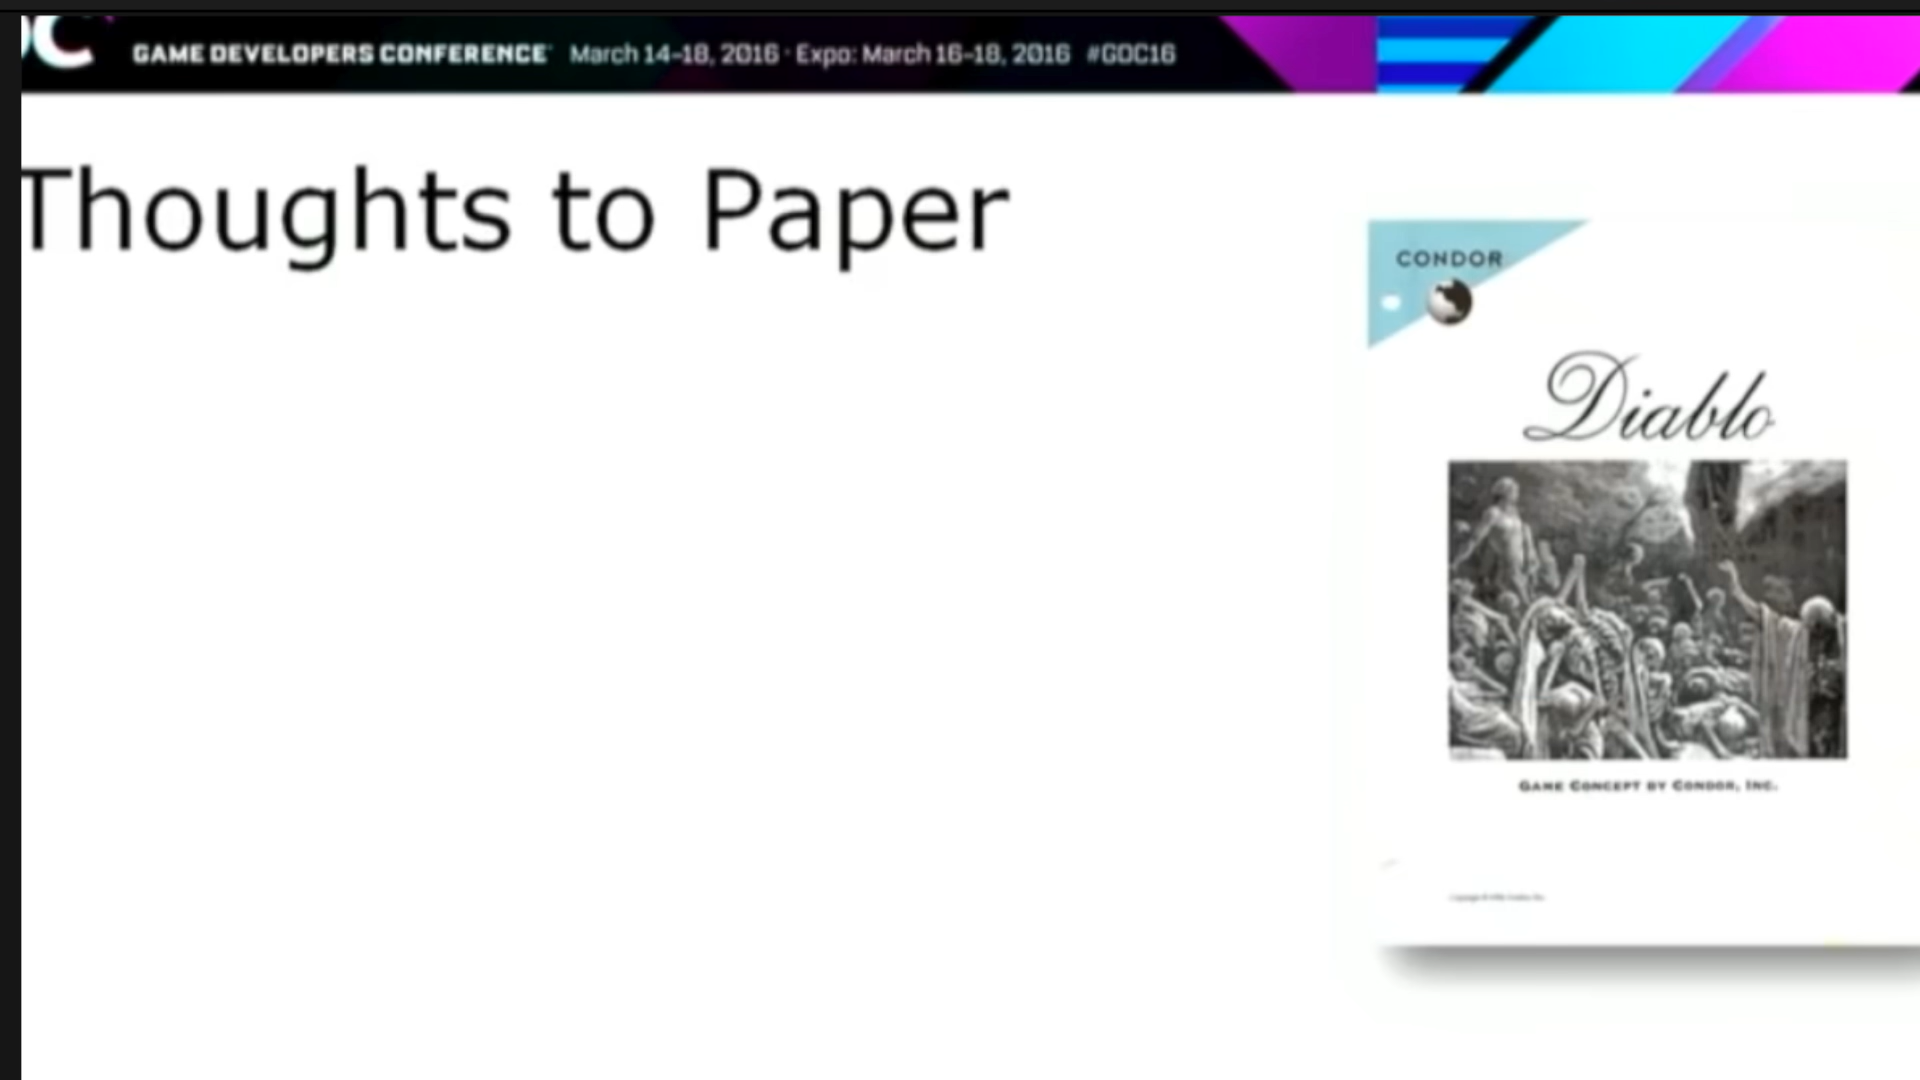 GAME DEVELOPERS CONFERENCE March 14–18, 2016 · Expo: March 16–18, 2016 #GDC16
Thoughts to Paper
CONDOR
Diablo
GAME CONCEPT BY CONDOR, INC.